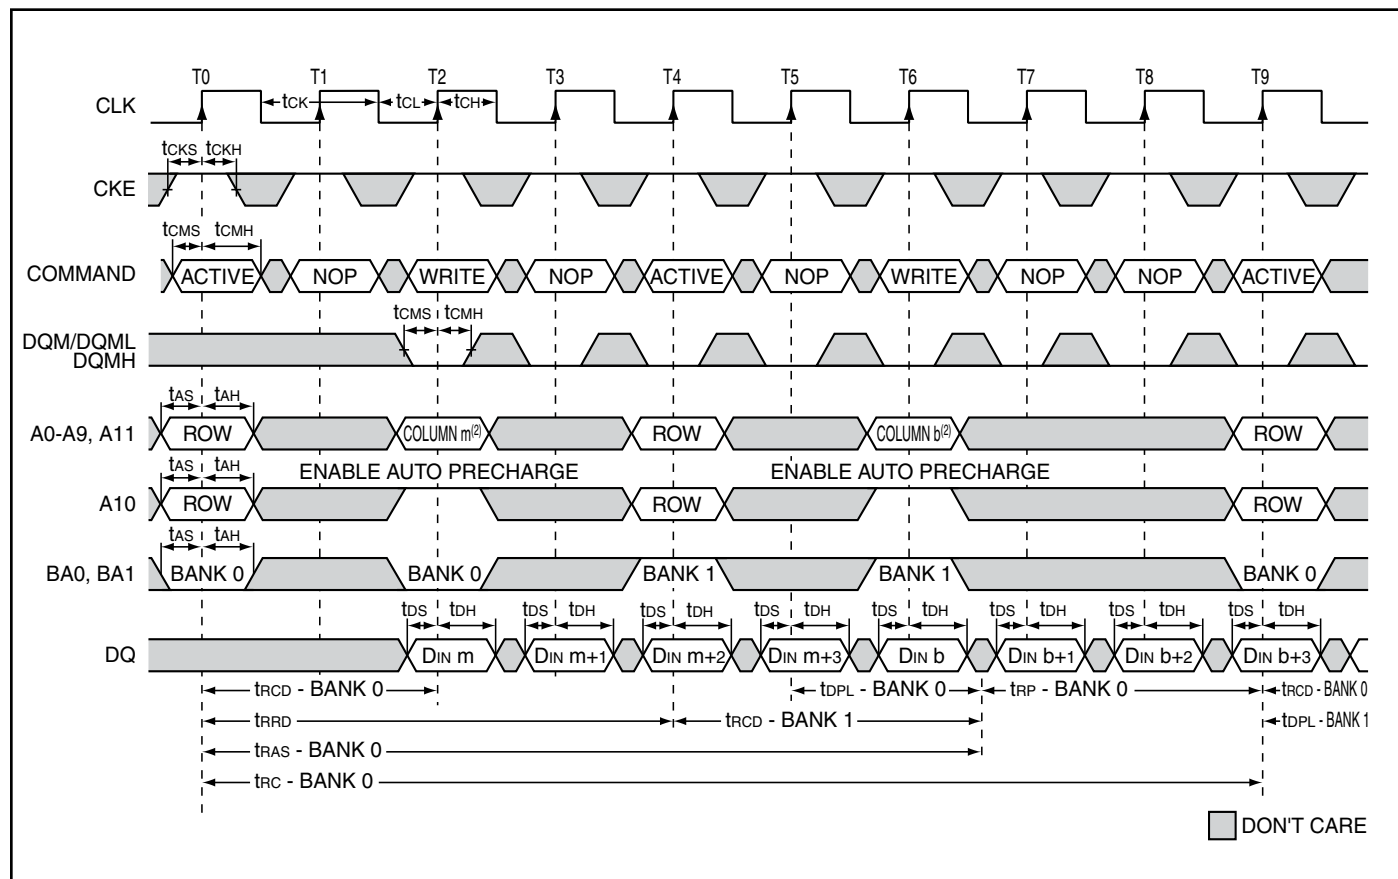 T0 T1 T2 T3 T4 T5 T6 T7 T8 T9
CLK tCK tCL tCH
tCKS tCKH
CKE
tCMS tCMH
COMMAND ACTIVE NOP WRITE NOP ACTIVE NOP WRITE NOP NOP ACTIVE
tCMS tCMH
DQM/DQML
DQMH
tAS tAH
A0-A9, A11 ROW COLUMN m(2) ROW COLUMN b(2) ROW
tAS tAH ENABLE AUTO PRECHARGE ENABLE AUTO PRECHARGE
A10 ROW ROW ROW
tAS tAH
BA0, BA1 BANK 0 BANK 0 BANK 1 BANK 1 BANK 0
tDS tDH tDS tDH tDS tDH tDS tDH tDS tDH tDS tDH tDS tDH tDS tDH
DQ DIN m DIN m+1 DIN m+2 DIN m+3 DIN b DIN b+1 DIN b+2 DIN b+3
tRCD - BANK 0 tDPL - BANK 0 tRP - BANK 0 tRCD - BANK 0
tRRD tRCD - BANK 1 tDPL - BANK 1
tRAS - BANK 0
tRC - BANK 0
DON'T CARE